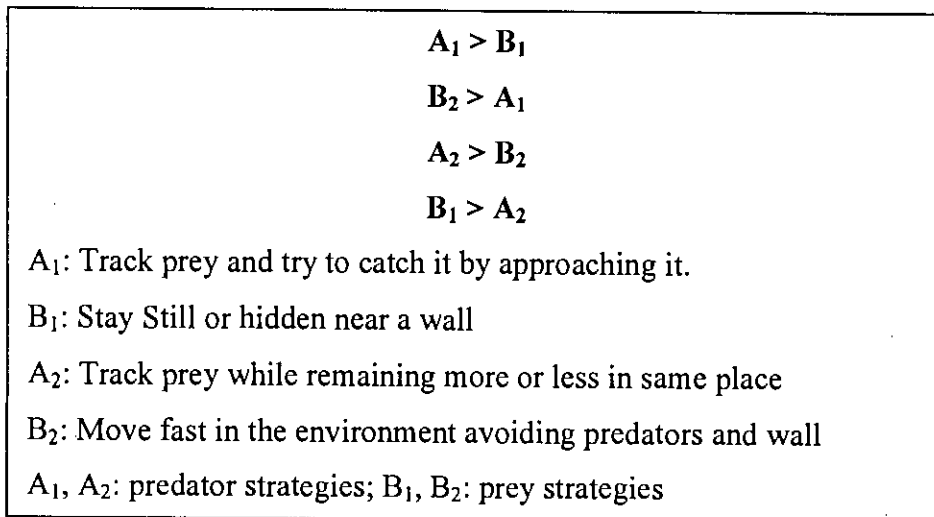 A₁ > B₁
B₂ > A₁
A₂ > B₂
B₁ > A₂
A₁: Track prey and try to catch it by approaching it.
B₁: Stay Still or hidden near a wall
A₂: Track prey while remaining more or less in same place
B₂: Move fast in the environment avoiding predators and wall
A₁, A₂: predator strategies; B₁, B₂: prey strategies